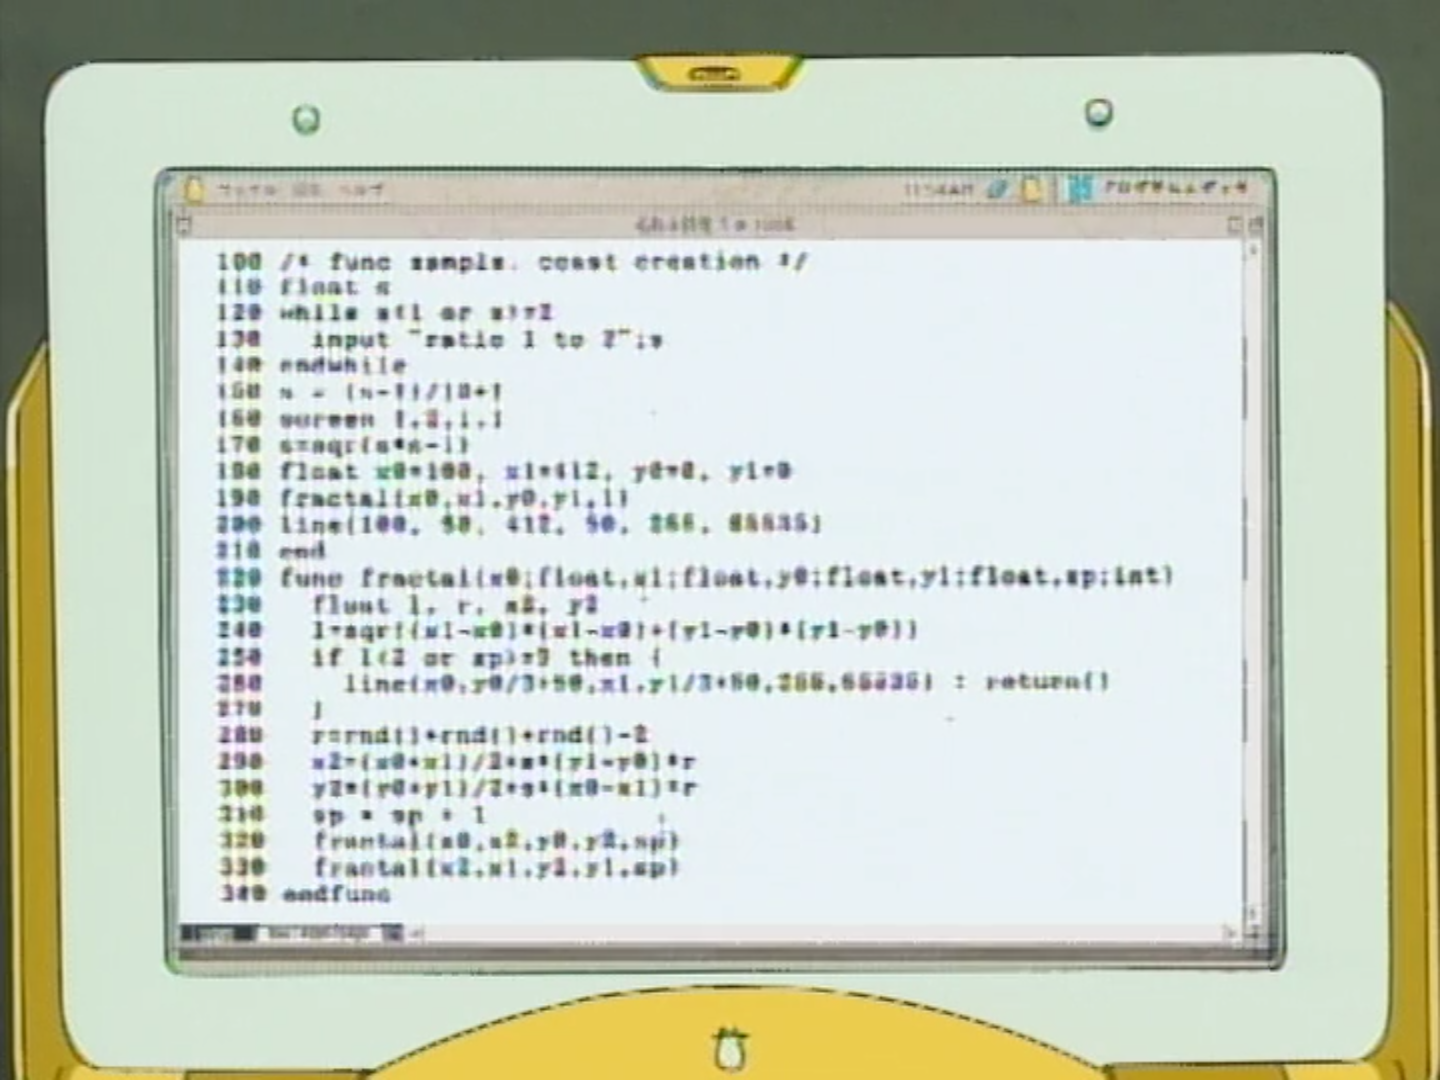 11:54AM
100 /* func sample. coast creation */
110 float s
120 while s<1 or s>=2
130 input "ratio 1 to 2";s
140 endwhile
150 s = (s-1)/10+1
160 screen 1,3,1,1
170 s=sqr(s*s-1)
180 float x0=100, x1=412, y0=0, y1=0
190 fractal(x0,x1,y0,y1,1)
200 line(100, 50, 412, 50, 255, 65535)
210 end
220 func fractal(x0;float,x1;float,y0;float,y1;float,sp;int)
230 float l, r, x2, y2
240 l=sqr((x1-x0)*(x1-x0)+(y1-y0)*(y1-y0))
250 if l<2 or sp>=9 then {
260 line(x0,y0/3+50,x1,y1/3+50,255,65535) : return()
270 }
280 r=rnd()+rnd()+rnd()-2
290 x2=(x0+x1)/2+s*(y1-y0)*r
300 y2=(y0+y1)/2+s*(x0-x1)*r
310 sp = sp + 1
320 fractal(x0,x2,y0,y2,sp)
330 fractal(x2,x1,y2,y1,sp)
340 endfunc